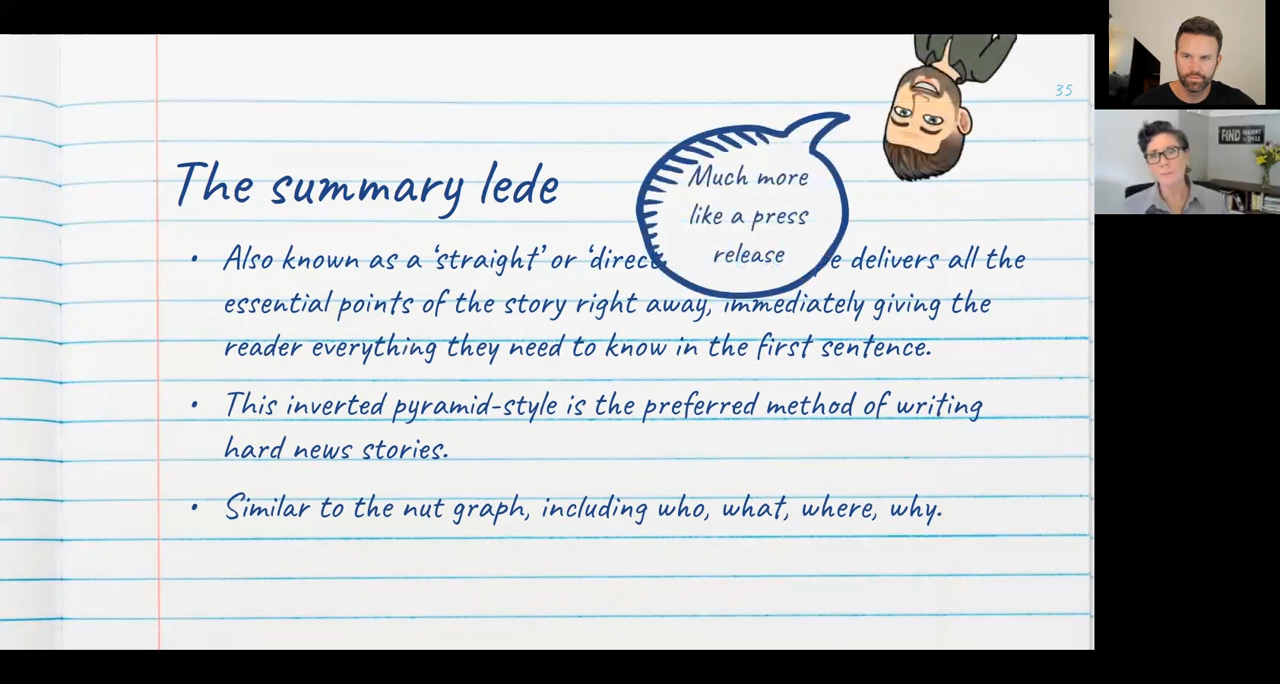 35
The summary lede
Much more
like a press
release
• Also known as a ‘straight’ or ‘direct delivers all the
essential points of the story right away, immediately giving the
reader everything they need to know in the first sentence.
• This inverted pyramid-style is the preferred method of writing
hard news stories.
• Similar to the nut graph, including who, what, where, why.
FIND